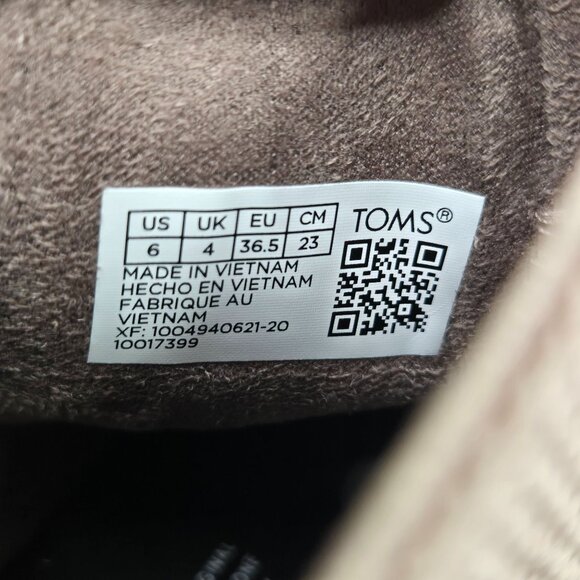 US UK EU CM TOMS®
6 4 36.5 23
MADE IN VIETNAM
HECHO EN VIETNAM
FABRIQUE AU
VIETNAM
XF: 1004940621-20
10017399